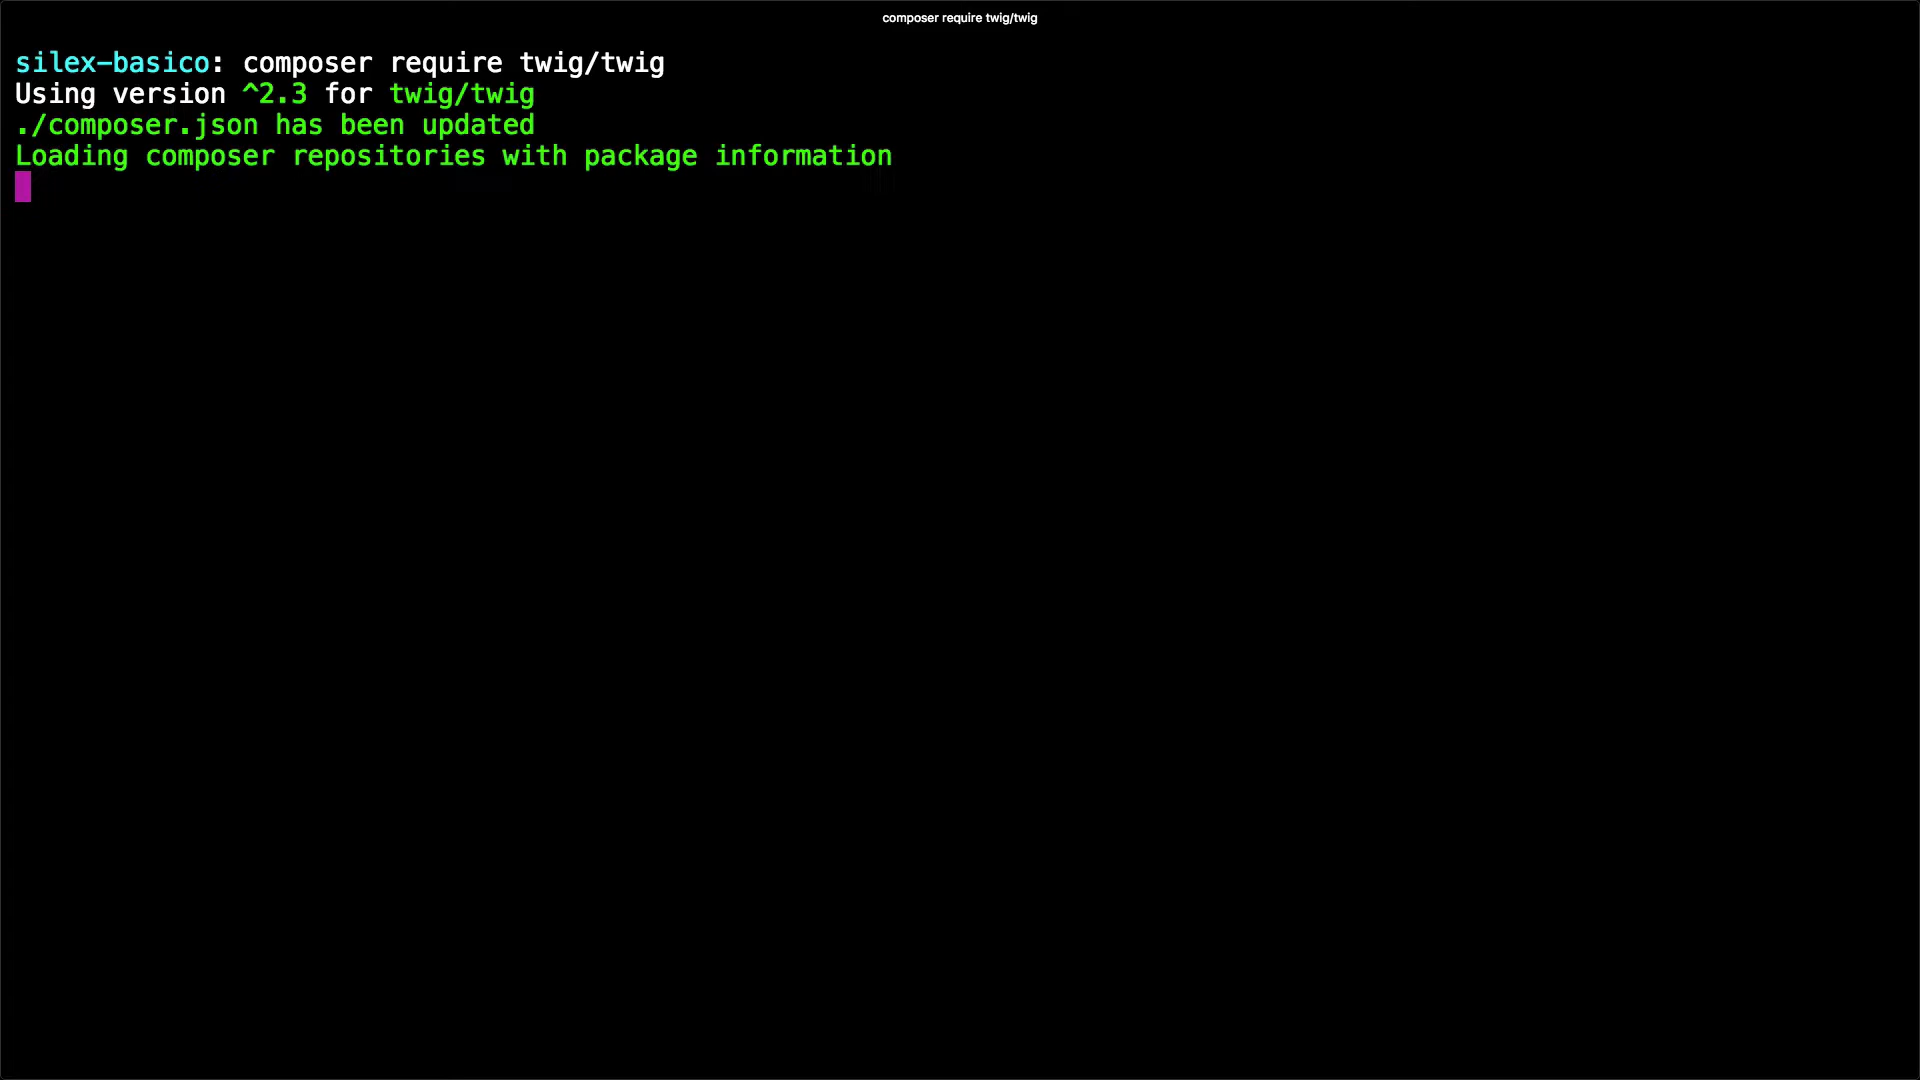 composer require twig/twig
silex-basico: composer require twig/twig
Using version ^2.3 for twig/twig
./composer.json has been updated
Loading composer repositories with package information